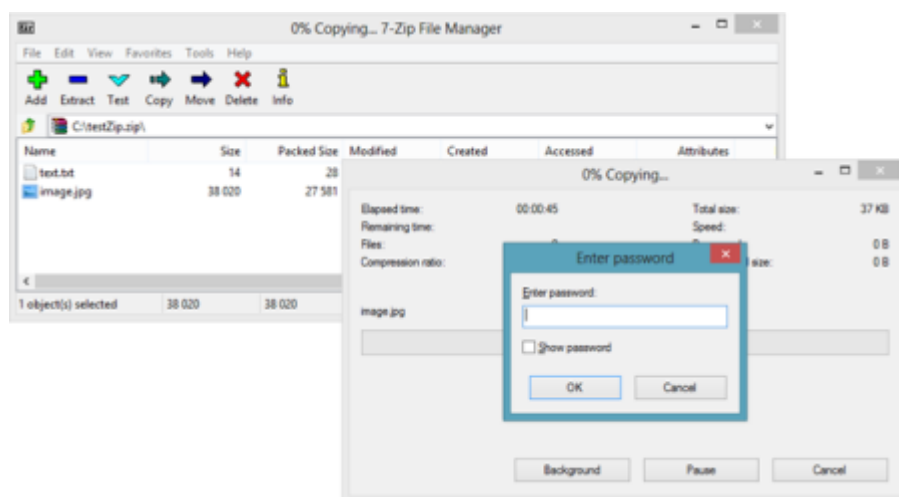 0% Copying... 7-Zip File Manager
File Edit View Favorites Tools Help
Add Extract Test Copy Move Delete Info
C:\testZip.zip\
Name Size Packed Size Modified Created Accessed Attributes
text.txt 14 28
image.jpg 38 020 27 581
1 object(s) selected 38 020 38 020
0% Copying...
Elapsed time: 00:00:45 Total size: 37 KB
Remaining time: Speed:
Files: 0 B
Compression ratio: size: 0 B
image.jpg
Enter password
Enter password:
Show password
OK Cancel
Background Pause Cancel